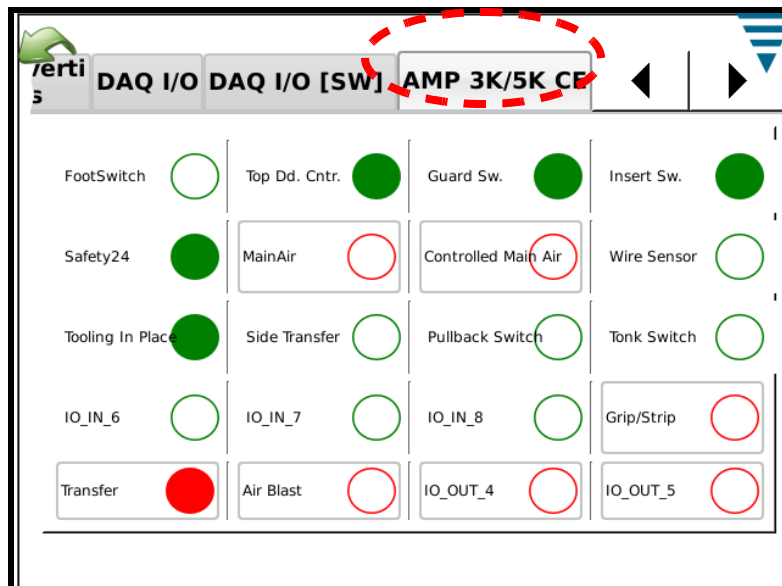 verti
s
DAQ I/O
DAQ I/O [SW]
AMP 3K/5K CE
FootSwitch
Top Dd. Cntr.
Guard Sw.
Insert Sw.
Safety24
MainAir
Controlled Main Air
Wire Sensor
Tooling In Place
Side Transfer
Pullback Switch
Tonk Switch
IO_IN_6
IO_IN_7
IO_IN_8
Grip/Strip
Transfer
Air Blast
IO_OUT_4
IO_OUT_5